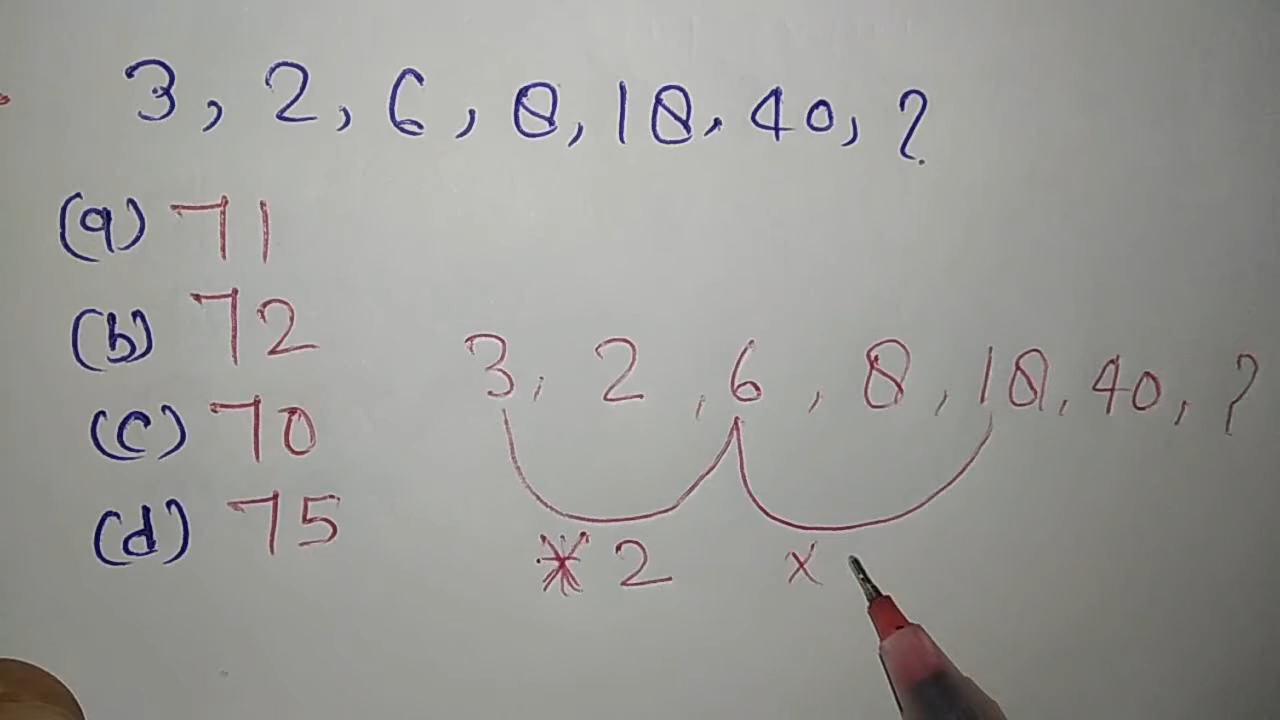 3, 2, 6, 8, 18, 40, ?
(a) 71
(b) 72
(c) 70
(d) 75
3, 2, 6, 8, 18, 40, ?
* 2 x